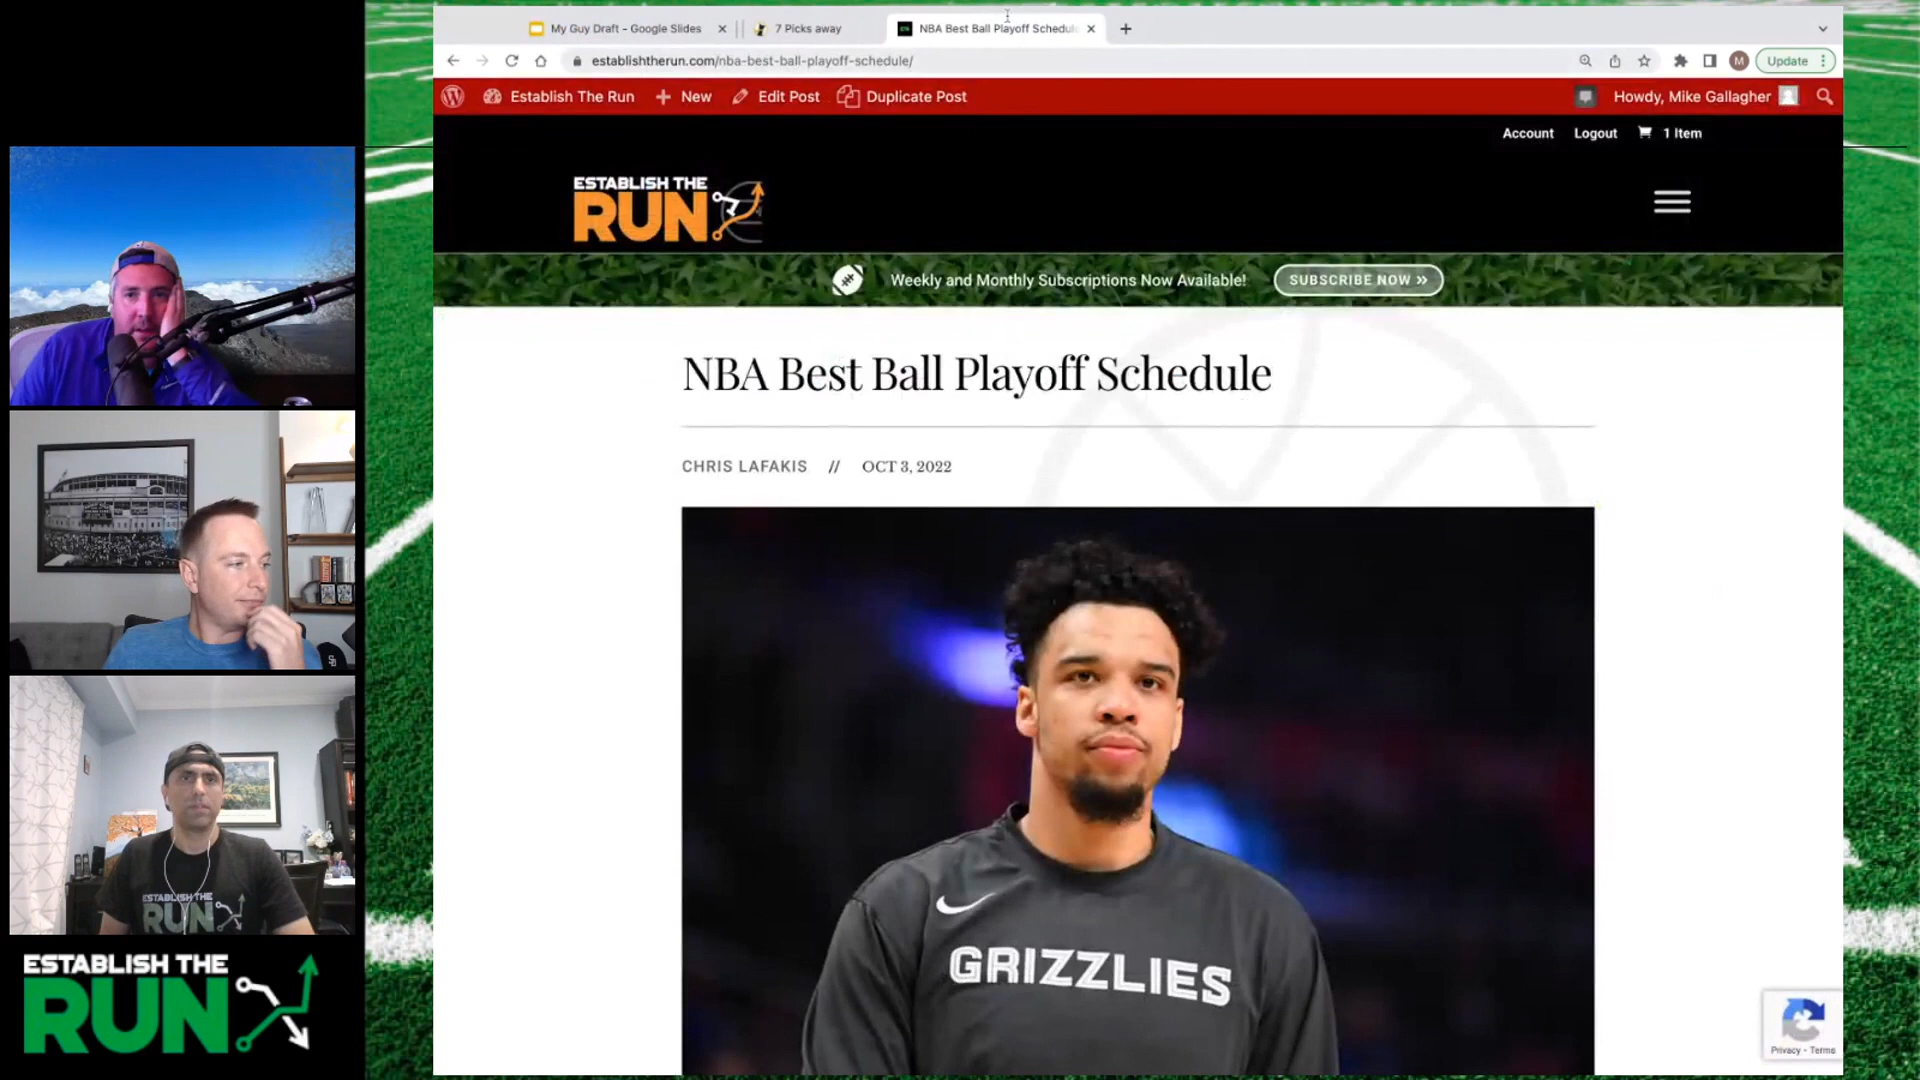 My Guy Draft - Google Slides
7 Picks away
NBA Best Ball Playoff Schedul
establishtherun.com/nba-best-ball-playoff-schedule/
M
Update
Establish The Run
New
Edit Post
Duplicate Post
Howdy, Mike Gallagher
Account
Logout
1 Item
ESTABLISH THE
RUN
Weekly and Monthly Subscriptions Now Available!
SUBSCRIBE NOW >>
NBA Best Ball Playoff Schedule
CHRIS LAFAKIS // OCT 3, 2022
GRIZZLIES
Privacy - Terms
ESTABLISH THE
RUN
ESTABLISH THE
RUN